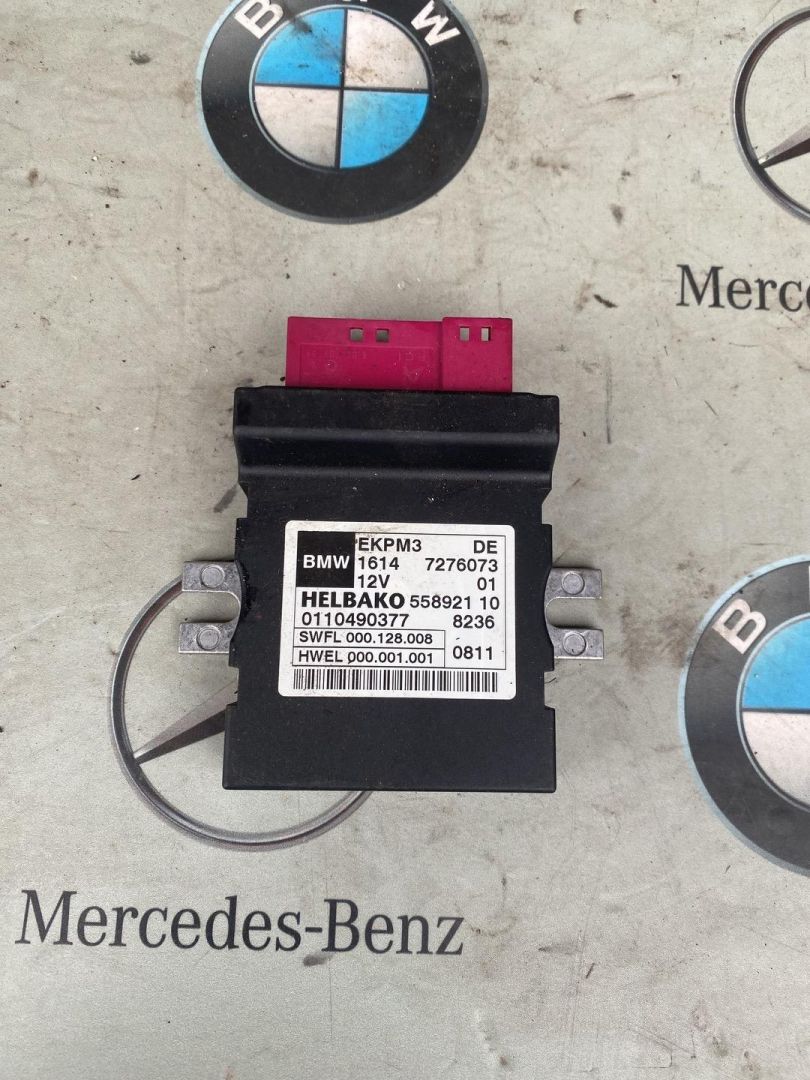 BMW
Merce
EKPM3 DE
BMW 1614 7276073
12V 01
HELBAKO 558921 10
0110490377 8236
SWFL 000.128.008
HWEL 000.001.001 0811
B
Mercedes-Benz